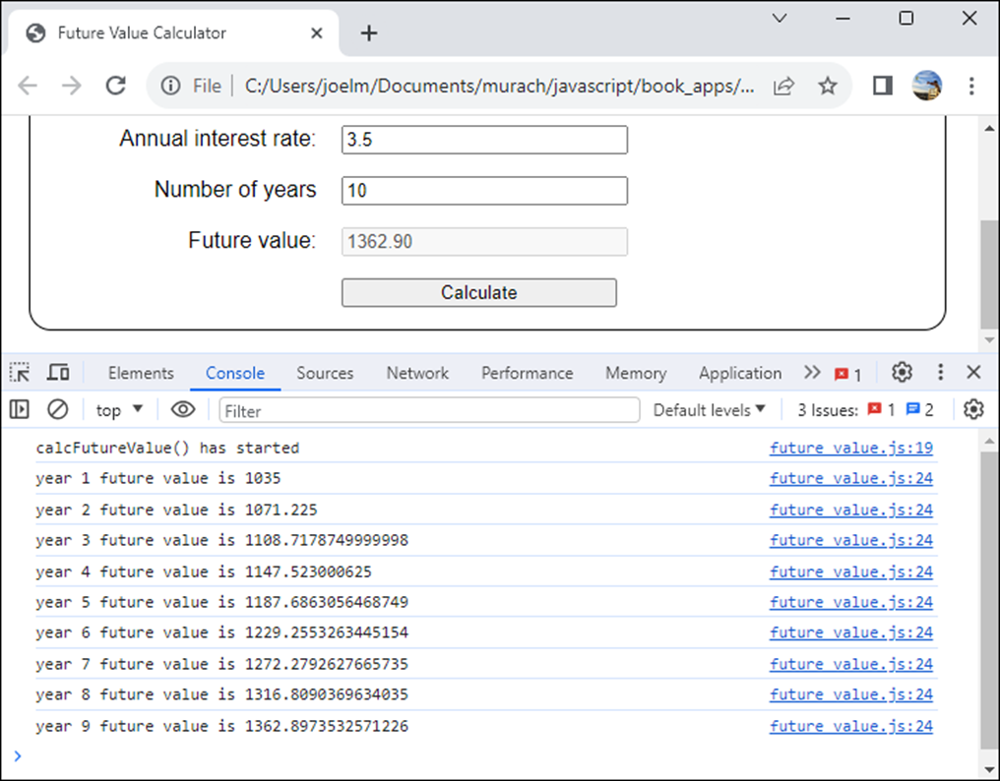 Future Value Calculator
File | C:/Users/joelm/Documents/murach/javascript/book_apps/...
Annual interest rate: 3.5
Number of years 10
Future value: 1362.90
Calculate
Elements Console Sources Network Performance Memory Application 1
top Filter Default levels 3 Issues: 1 2
calcFutureValue() has started future_value.js:19
year 1 future value is 1035 future_value.js:24
year 2 future value is 1071.225 future_value.js:24
year 3 future value is 1108.7178749999998 future_value.js:24
year 4 future value is 1147.523000625 future_value.js:24
year 5 future value is 1187.6863056468749 future_value.js:24
year 6 future value is 1229.2553263445154 future_value.js:24
year 7 future value is 1272.2792627665735 future_value.js:24
year 8 future value is 1316.8090369634035 future_value.js:24
year 9 future value is 1362.8973532571226 future_value.js:24